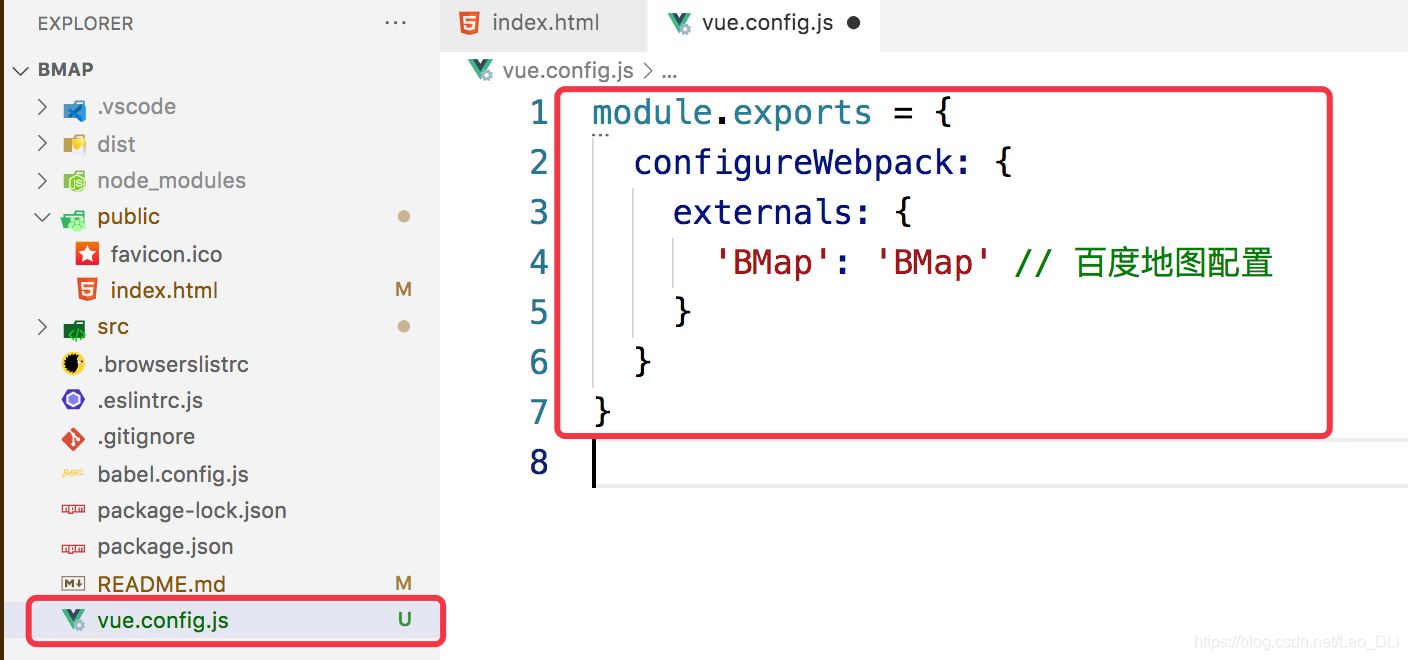 EXPLORER ···
BMAP
.vscode
dist
node_modules
public
favicon.ico
index.html M
src
.browserslistrc
.eslintrc.js
.gitignore
babel.config.js
package-lock.json
package.json
README.md M
vue.config.js U
index.html vue.config.js ●
vue.config.js > ...
1 module.exports = {
2 configureWebpack: {
3 externals: {
4 'BMap': 'BMap' // 百度地图配置
5 }
6 }
7 }
8
https://blog.csdn.net/Leo_DLi